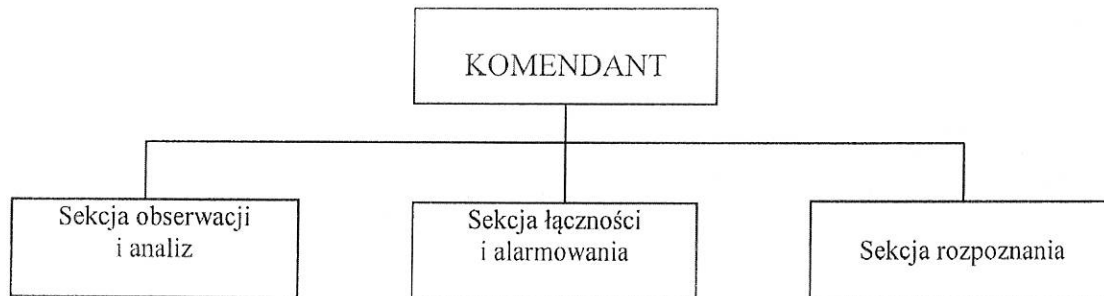 KOMENDANT
Sekcja obserwacji
i analiz
Sekcja łączności
i alarmowania
Sekcja rozpoznania